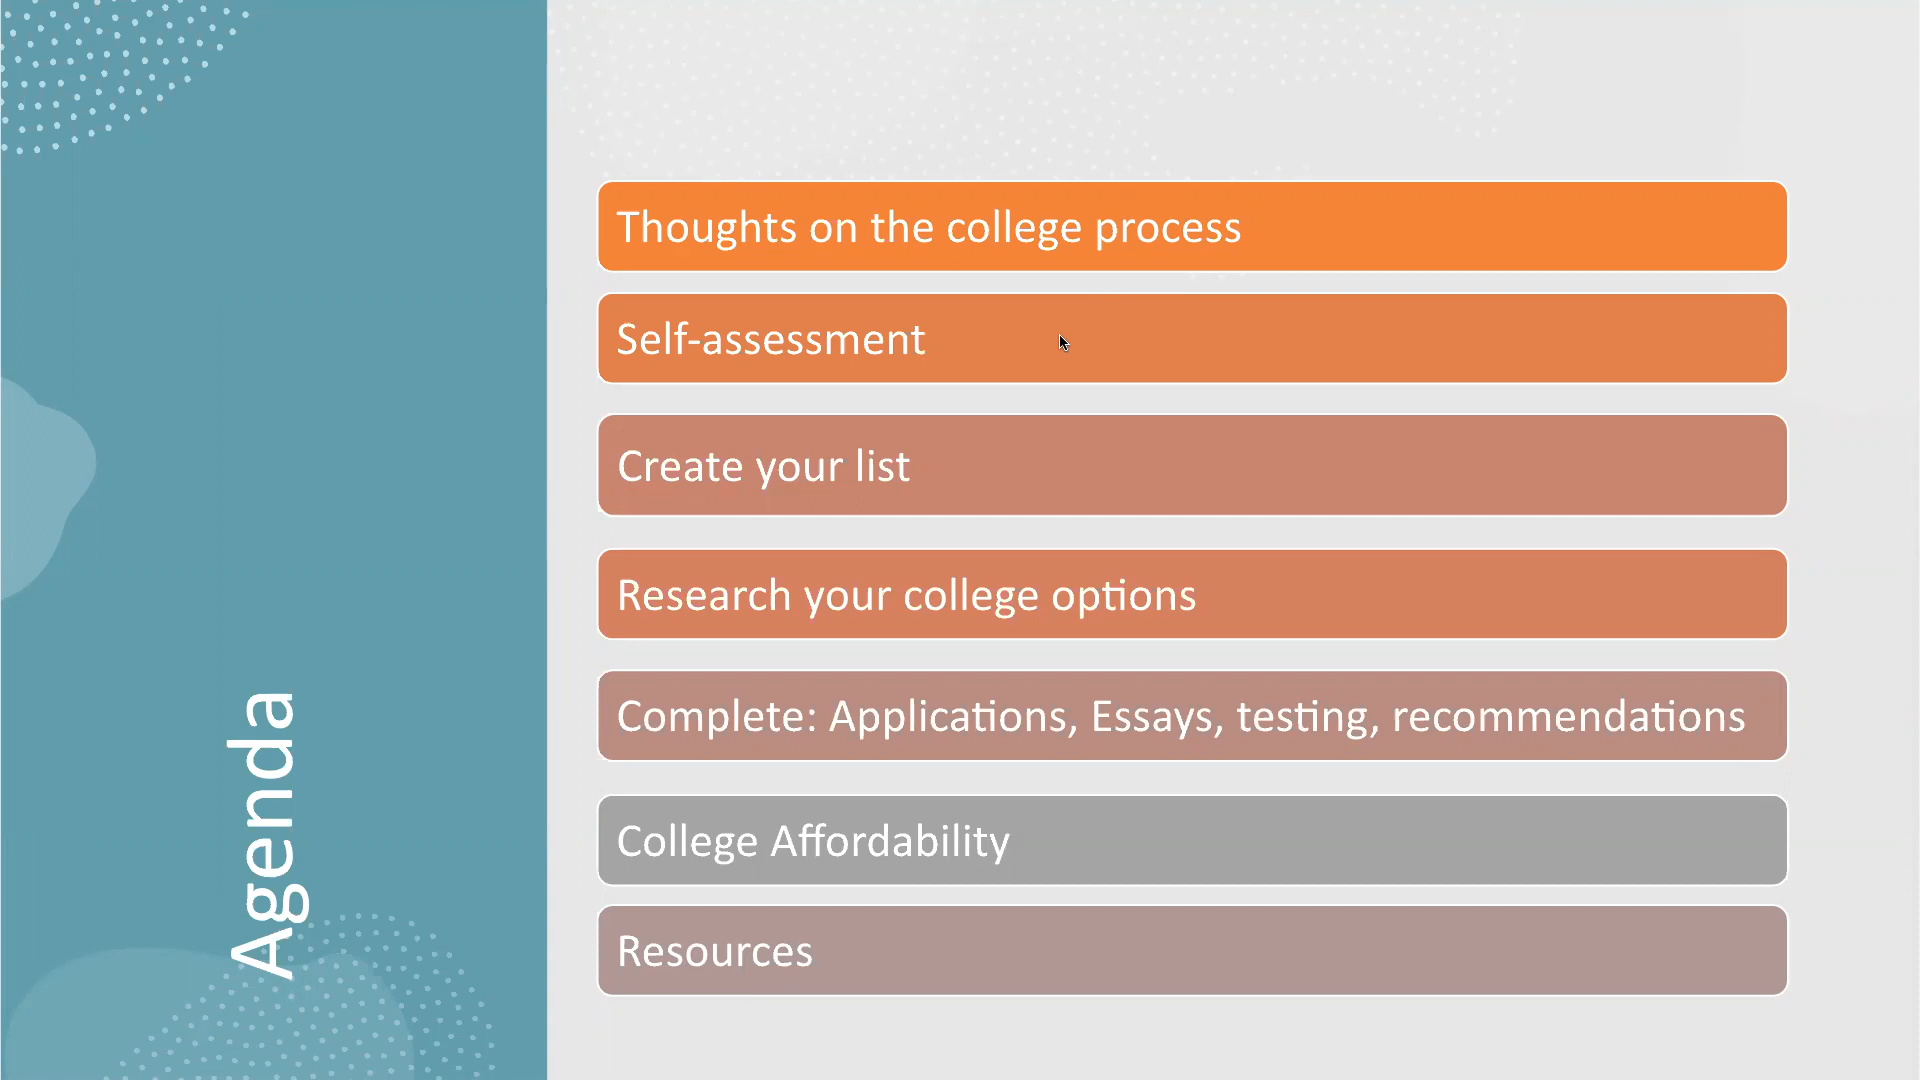 Agenda
Thoughts on the college process
Self-assessment
Create your list
Research your college options
Complete: Applications, Essays, testing, recommendations
College Affordability
Resources